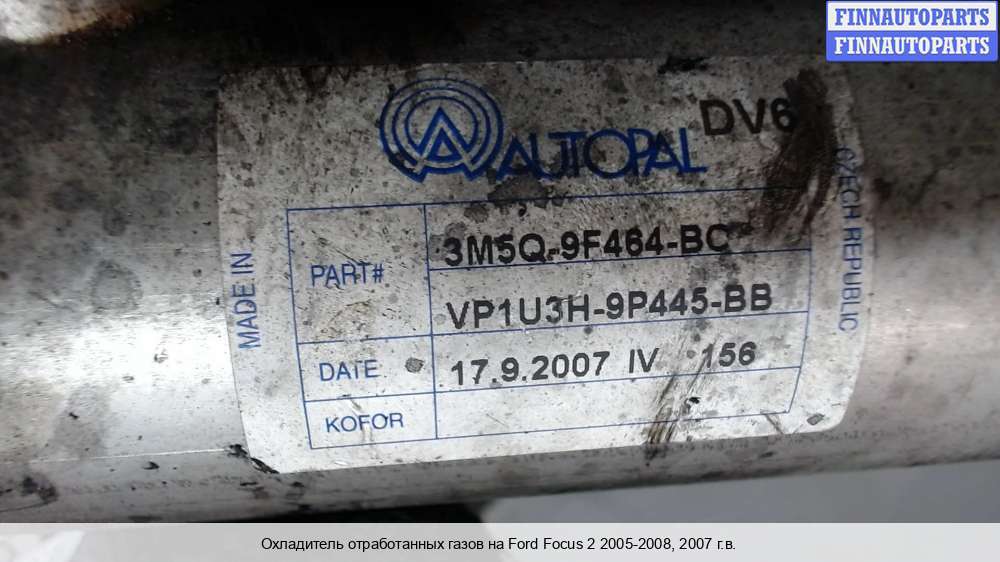 FINNAUTOPARTS
FINNAUTOPARTS
AUTOPAL DV6
MADE IN
CZECH REPUBLIC
PART# 3M5Q-9F464-BC
VP1U3H-9P445-BB
DATE 17.9.2007 IV 156
KOFOR
Охладитель отработанных газов на Ford Focus 2 2005-2008, 2007 г.в.